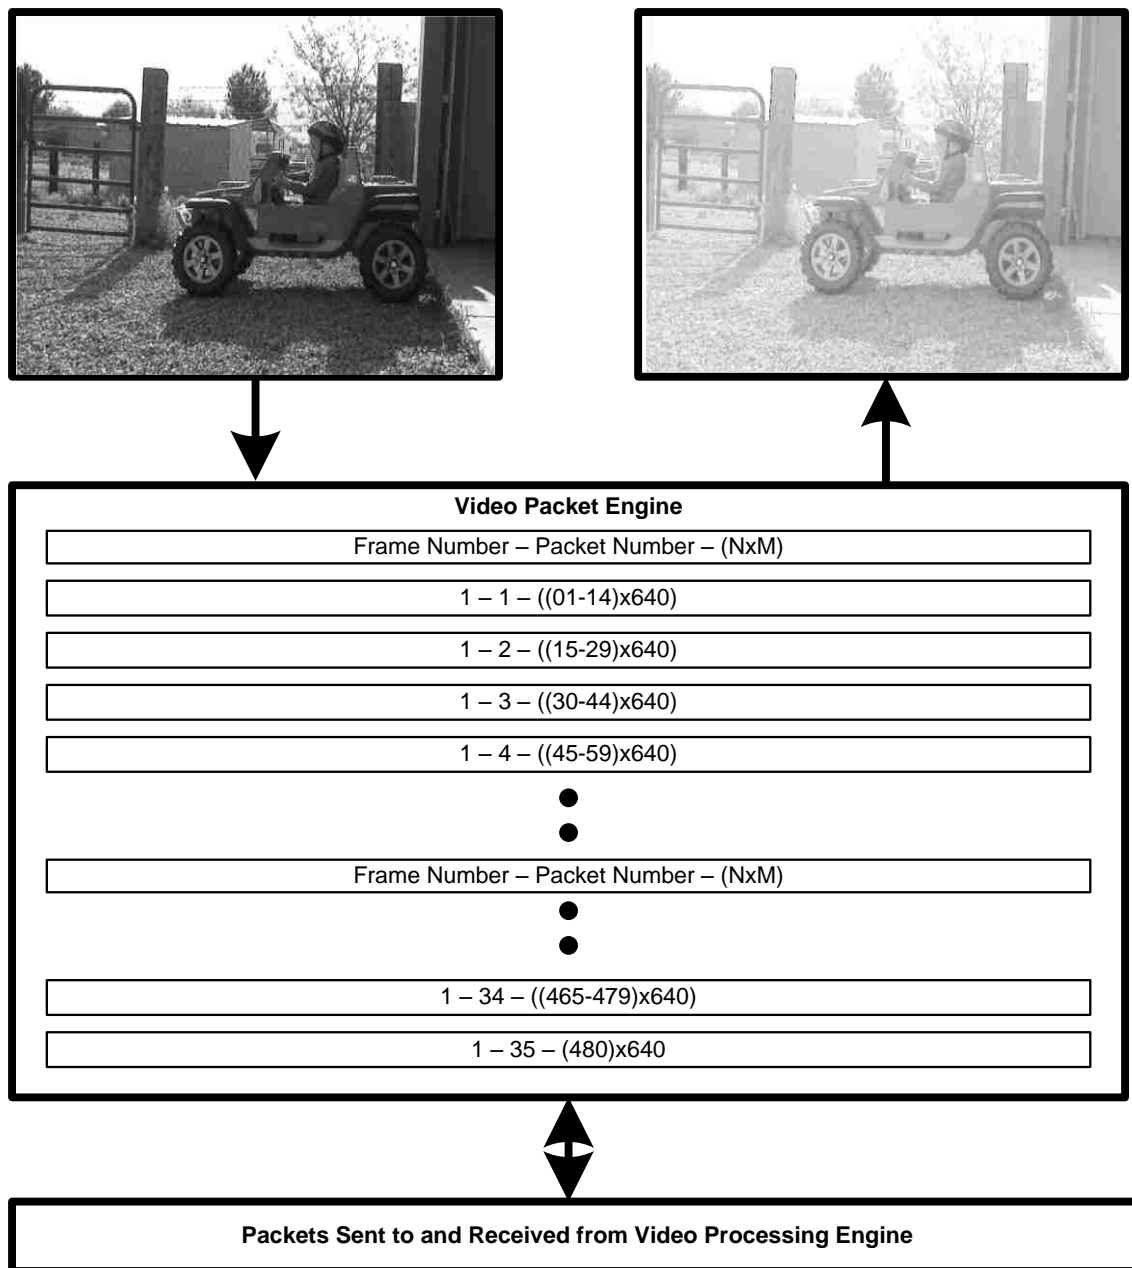 Video Packet Engine
Frame Number – Packet Number – (NxM)
1 – 1 – ((01-14)x640)
1 – 2 – ((15-29)x640)
1 – 3 – ((30-44)x640)
1 – 4 – ((45-59)x640)
Frame Number – Packet Number – (NxM)
1 – 34 – ((465-479)x640)
1 – 35 – (480)x640
Packets Sent to and Received from Video Processing Engine